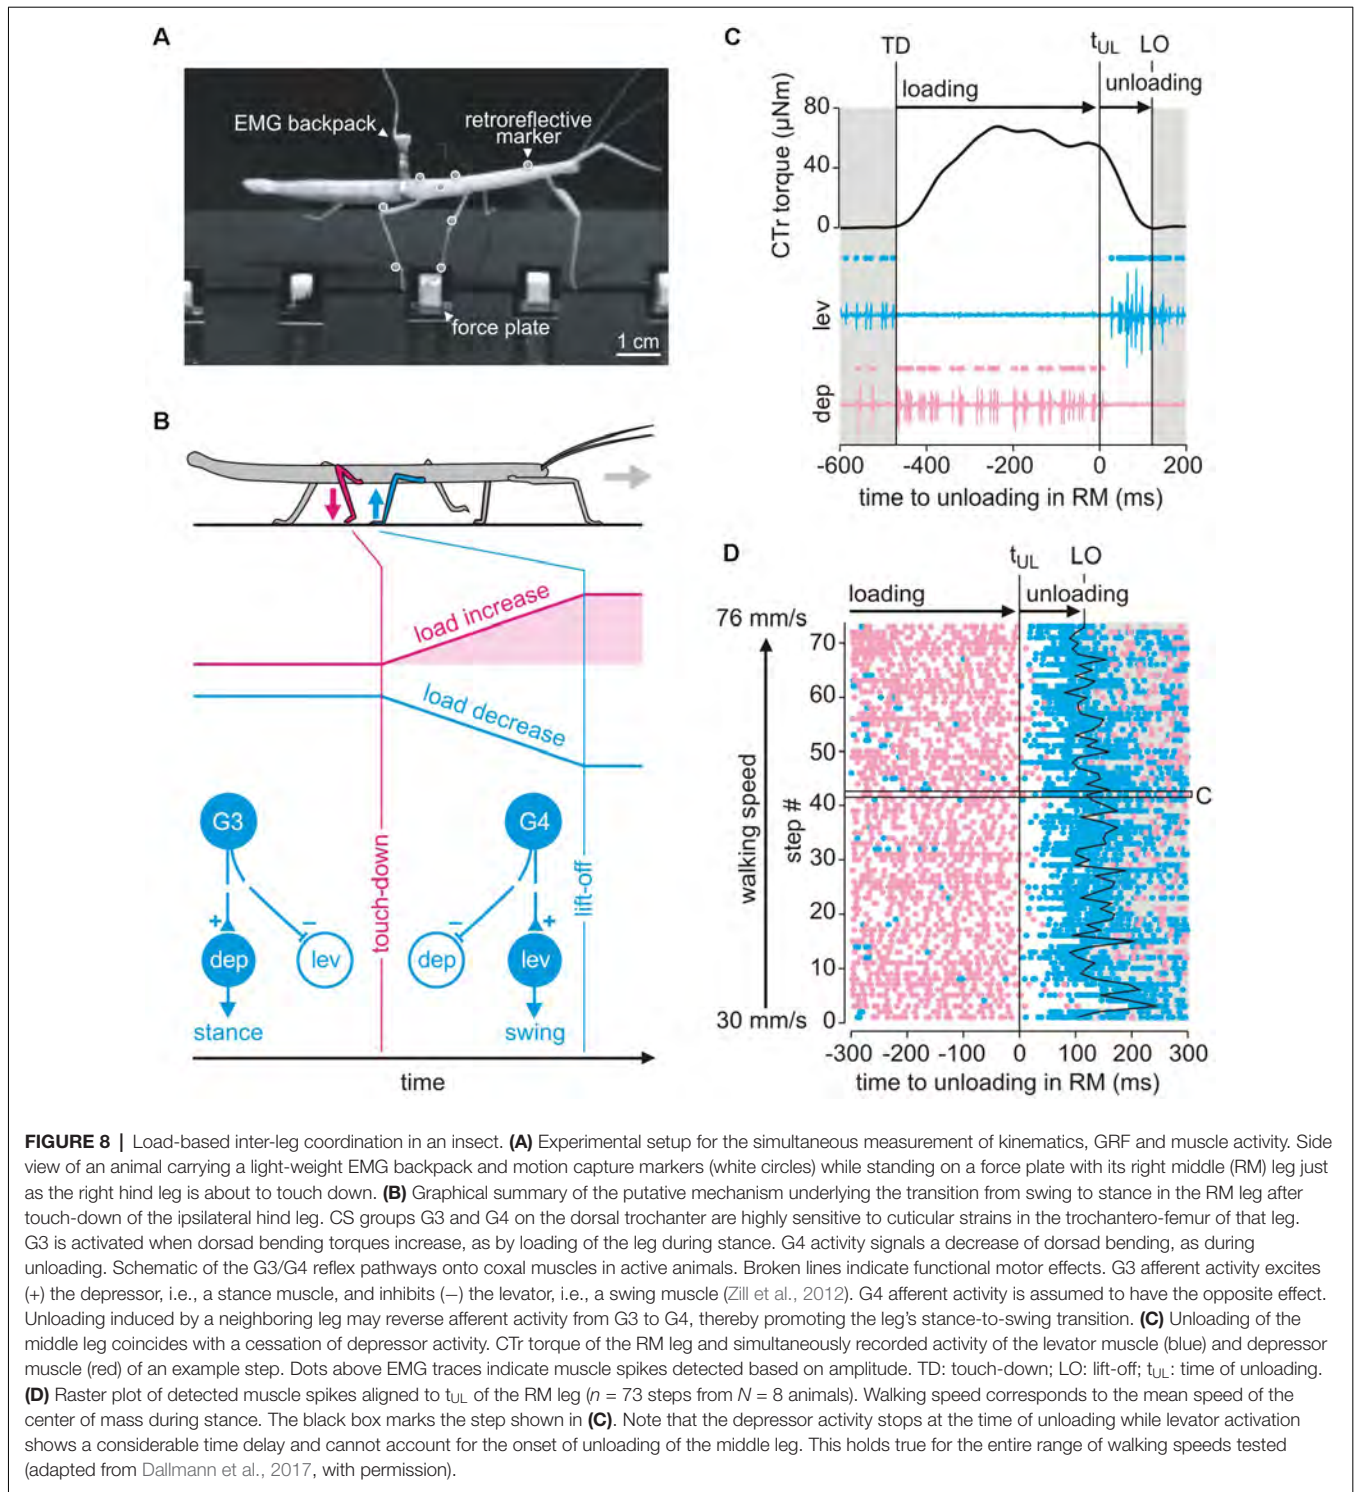 A
EMG backpack
retroreflective
marker
force plate
1 cm
B
load increase
load decrease
touch-down
lift-off
G3
G4
+
−
−
+
dep
lev
dep
lev
stance
swing
time
C
TD
tUL
LO
loading
unloading
CTr torque (µNm)
80
40
0
lev
dep
-600
-400
-200
0
200
time to unloading in RM (ms)
D
tUL
LO
loading
unloading
76 mm/s
walking speed
30 mm/s
step #
70
60
50
40
30
20
10
0
C
-300
-200
-100
0
100
200
300
time to unloading in RM (ms)
FIGURE 8 | Load-based inter-leg coordination in an insect. (A) Experimental setup for the simultaneous measurement of kinematics, GRF and muscle activity. Side
view of an animal carrying a light-weight EMG backpack and motion capture markers (white circles) while standing on a force plate with its right middle (RM) leg just
as the right hind leg is about to touch down. (B) Graphical summary of the putative mechanism underlying the transition from swing to stance in the RM leg after
touch-down of the ipsilateral hind leg. CS groups G3 and G4 on the dorsal trochanter are highly sensitive to cuticular strains in the trochantero-femur of that leg.
G3 is activated when dorsad bending torques increase, as by loading of the leg during stance. G4 activity signals a decrease of dorsad bending, as during
unloading. Schematic of the G3/G4 reflex pathways onto coxal muscles in active animals. Broken lines indicate functional motor effects. G3 afferent activity excites
(+) the depressor, i.e., a stance muscle, and inhibits (−) the levator, i.e., a swing muscle (Zill et al., 2012). G4 afferent activity is assumed to have the opposite effect.
Unloading induced by a neighboring leg may reverse afferent activity from G3 to G4, thereby promoting the leg's stance-to-swing transition. (C) Unloading of the
middle leg coincides with a cessation of depressor activity. CTr torque of the RM leg and simultaneously recorded activity of the levator muscle (blue) and depressor
muscle (red) of an example step. Dots above EMG traces indicate muscle spikes detected based on amplitude. TD: touch-down; LO: lift-off; tUL: time of unloading.
(D) Raster plot of detected muscle spikes aligned to tUL of the RM leg (n = 73 steps from N = 8 animals). Walking speed corresponds to the mean speed of the
center of mass during stance. The black box marks the step shown in (C). Note that the depressor activity stops at the time of unloading while levator activation
shows a considerable time delay and cannot account for the onset of unloading of the middle leg. This holds true for the entire range of walking speeds tested
(adapted from Dallmann et al., 2017, with permission).